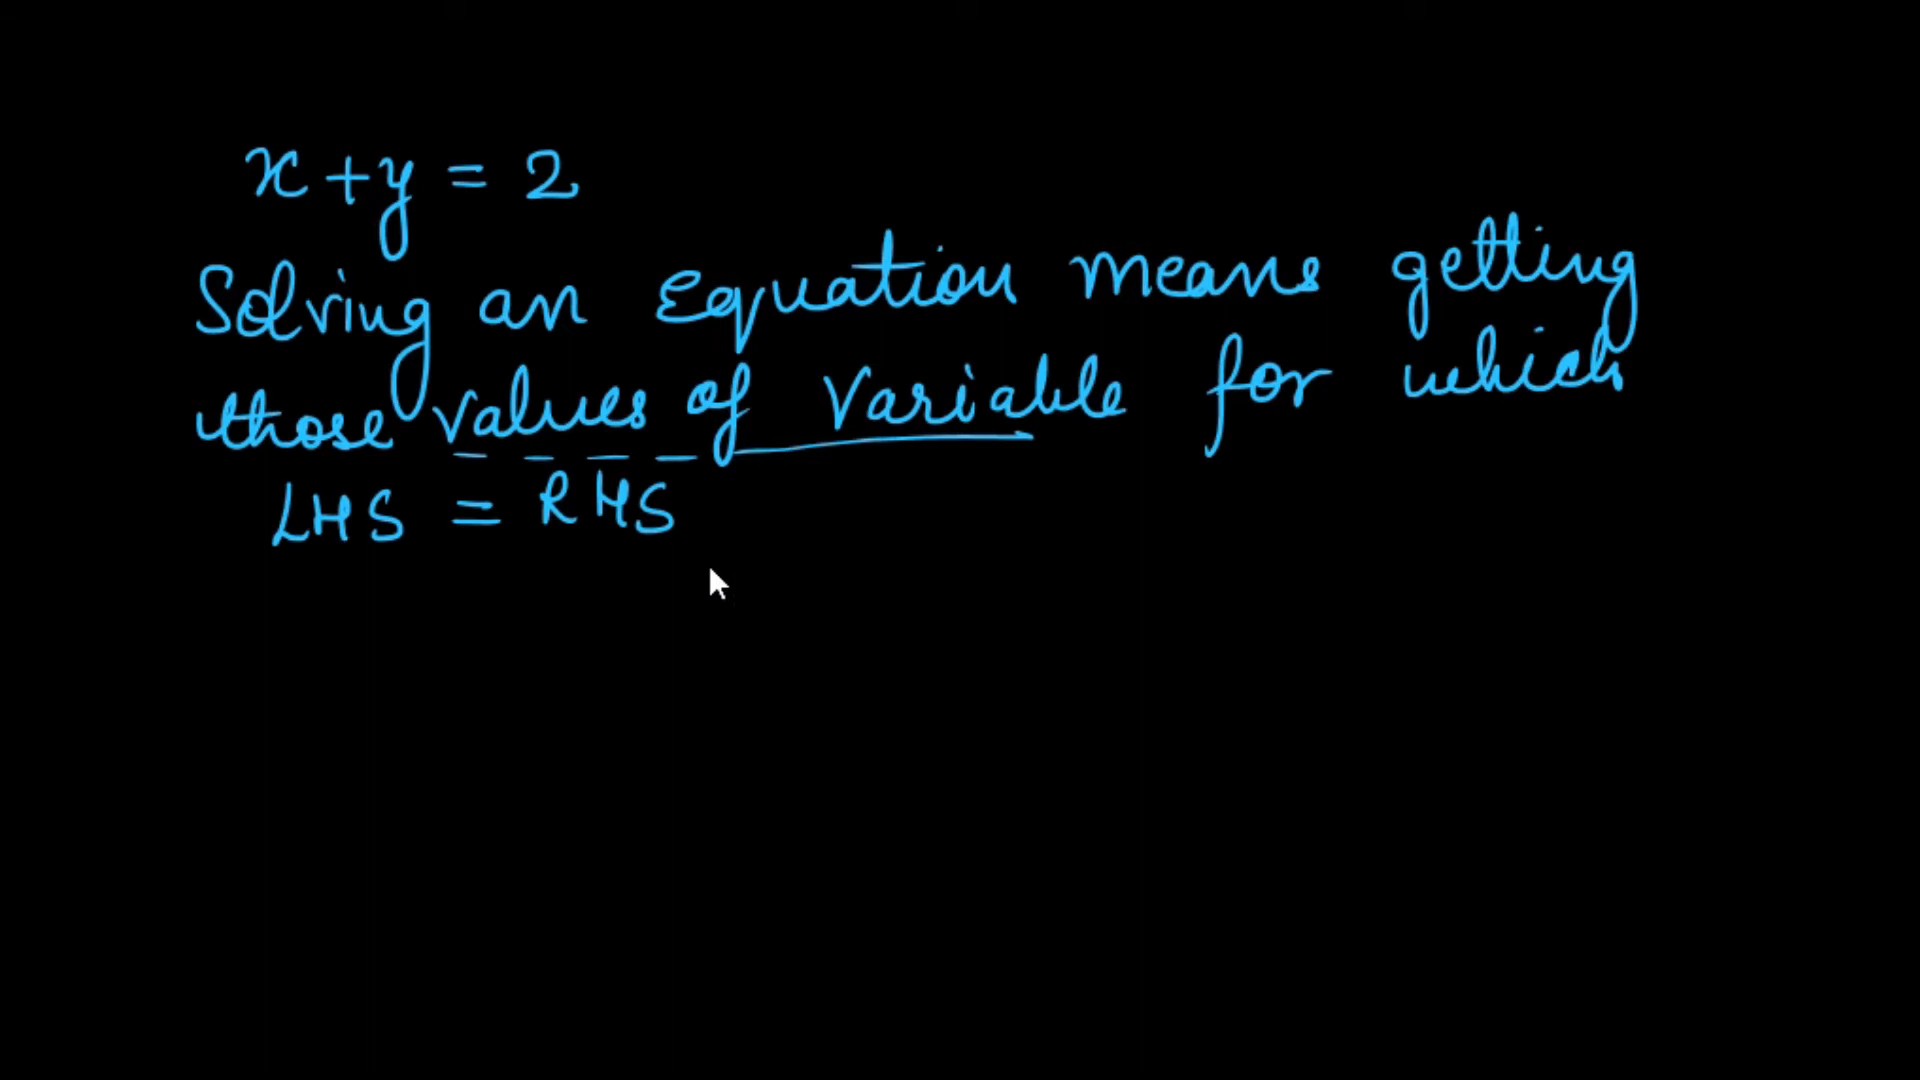 x + y = 2
Solving an Equation means getting
those values of Variable for which
LHS = RHS